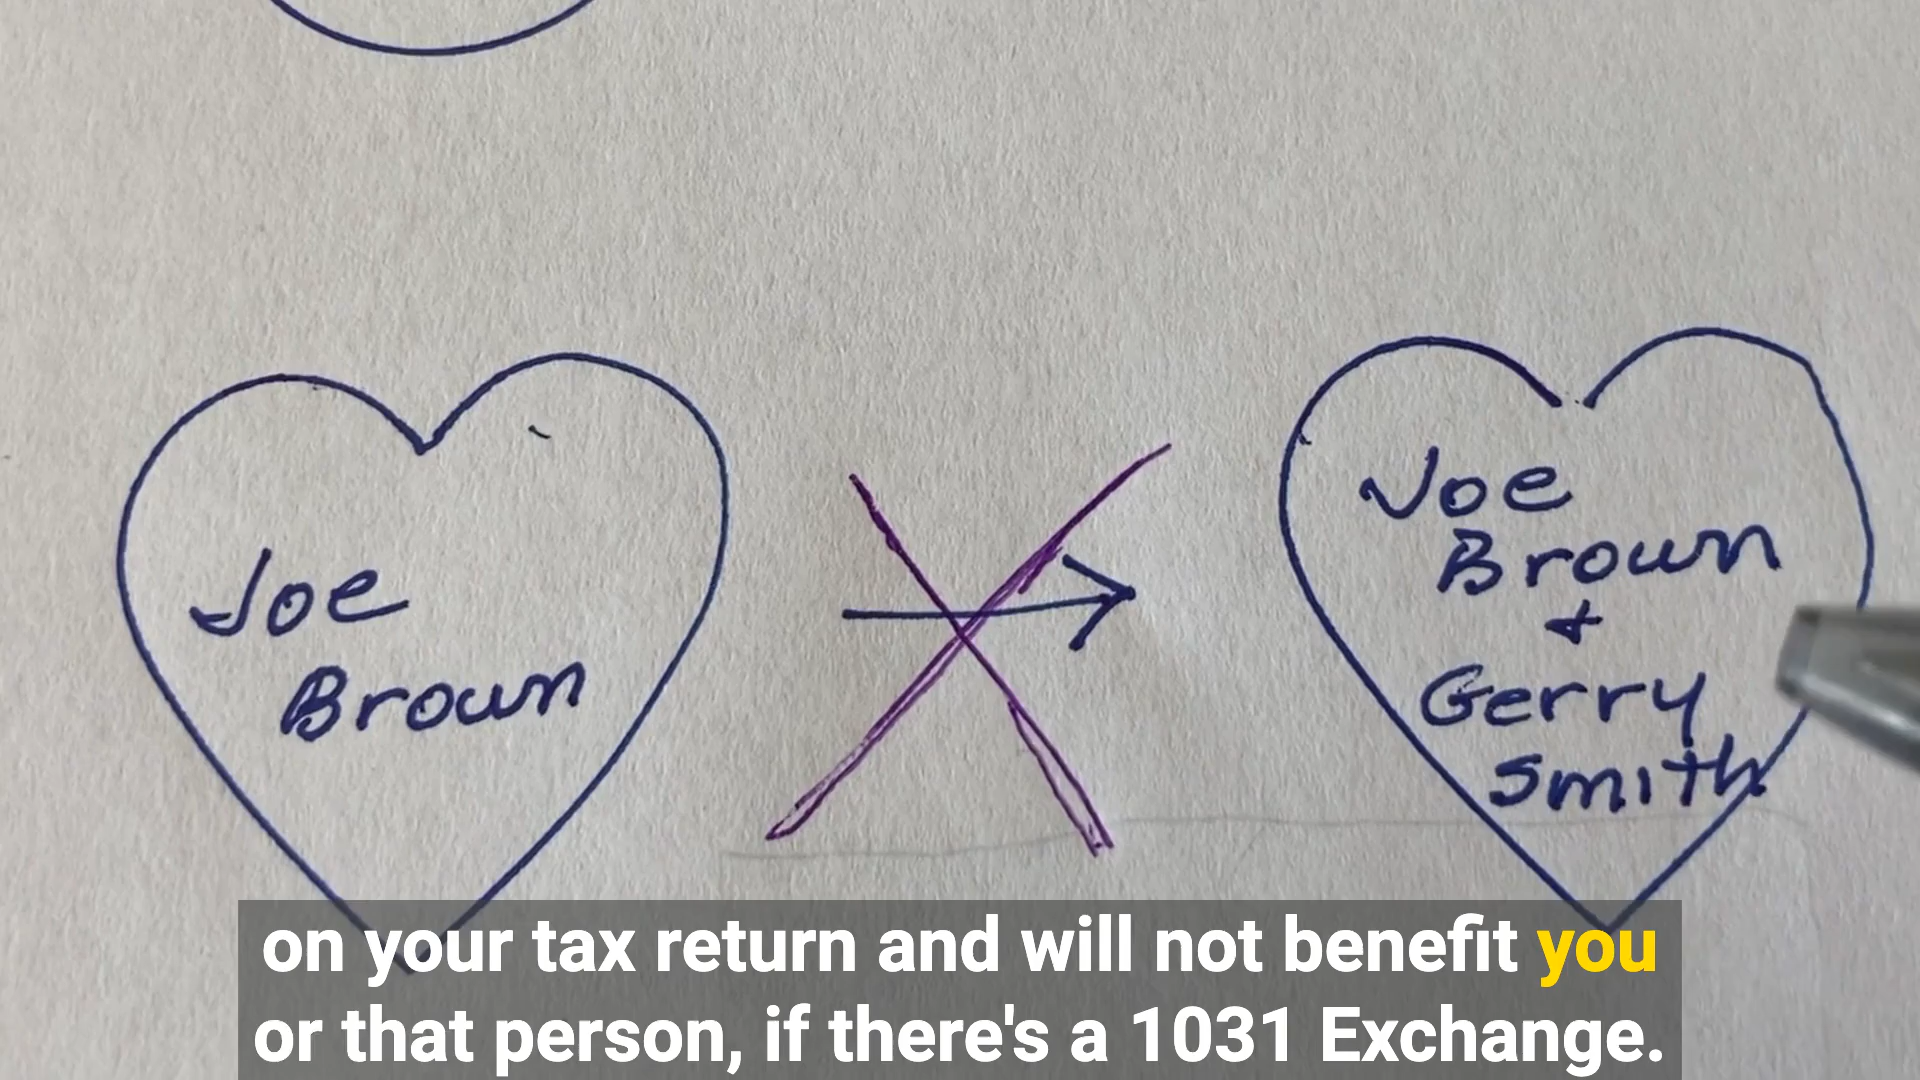 Joe
Brown
Joe
Brown
+
Gerry
Smith
on your tax return and will not benefit you
or that person, if there's a 1031 Exchange.